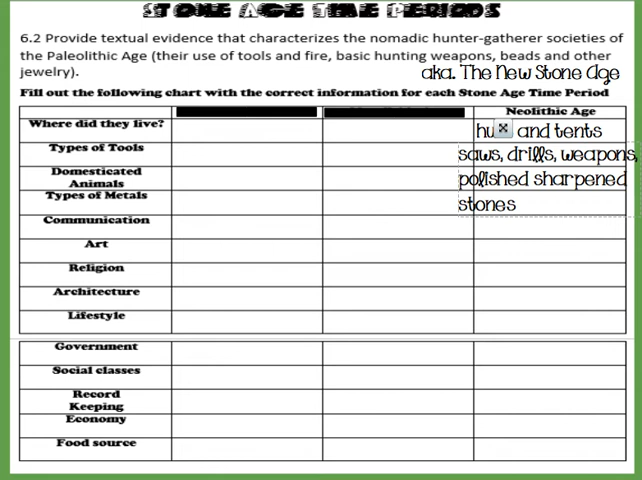 Stone Age Time Periods
6.2 Provide textual evidence that characterizes the nomadic hunter-gatherer societies of
the Paleolithic Age (their use of tools and fire, basic hunting weapons, beads and other
jewelry).
aka. The New Stone Age
Fill out the following chart with the correct information for each Stone Age Time Period
Neolithic Age
Where did they live?
and tents
Types of Tools
saws, drills, weapons,
polished sharpened
stones
Domesticated
Animals
Types of Metals
Communication
Art
Religion
Architecture
Lifestyle
Government
Social classes
Record
Keeping
Economy
Food source